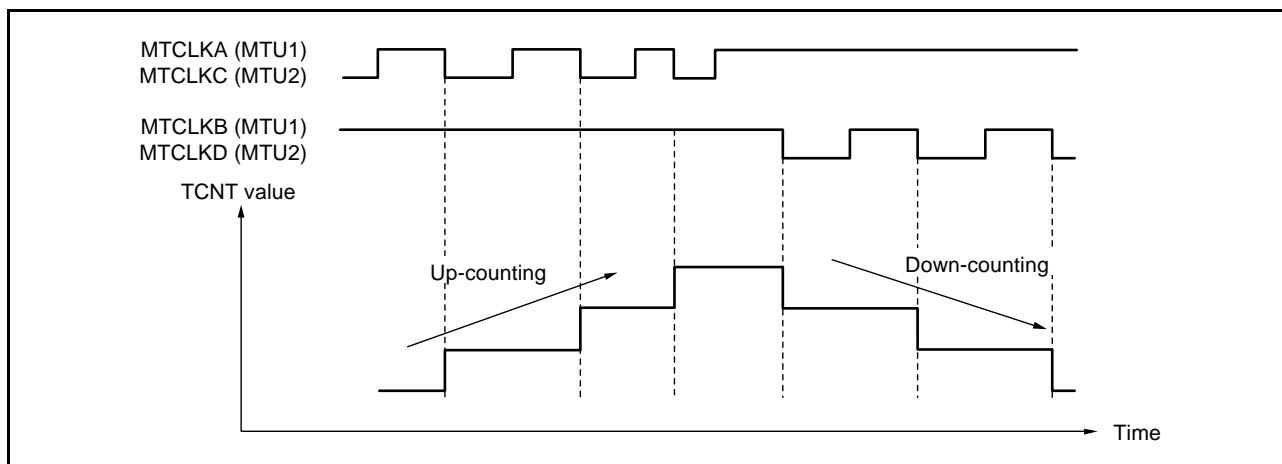 MTCLKA (MTU1)
MTCLKC (MTU2)
MTCLKB (MTU1)
MTCLKD (MTU2)
TCNT value
Up-counting
Down-counting
Time